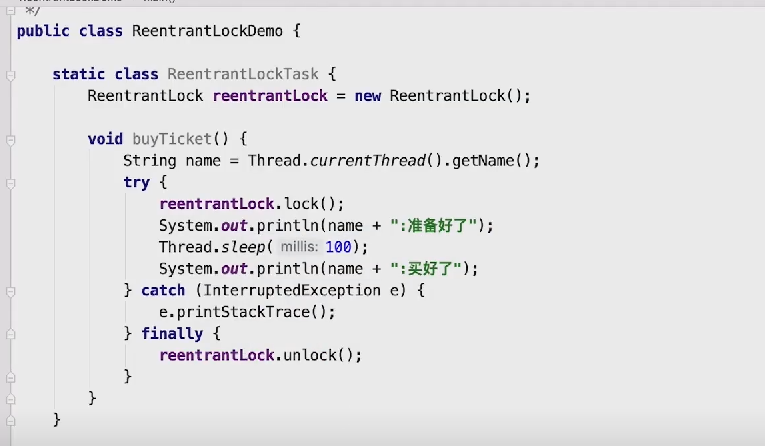 */
public class ReentrantLockDemo {
static class ReentrantLockTask {
ReentrantLock reentrantLock = new ReentrantLock();
void buyTicket() {
String name = Thread.currentThread().getName();
try {
reentrantLock.lock();
System.out.println(name + ":准备好了");
Thread.sleep( millis: 100);
System.out.println(name + ":买好了");
} catch (InterruptedException e) {
e.printStackTrace();
} finally {
reentrantLock.unlock();
}
}
}